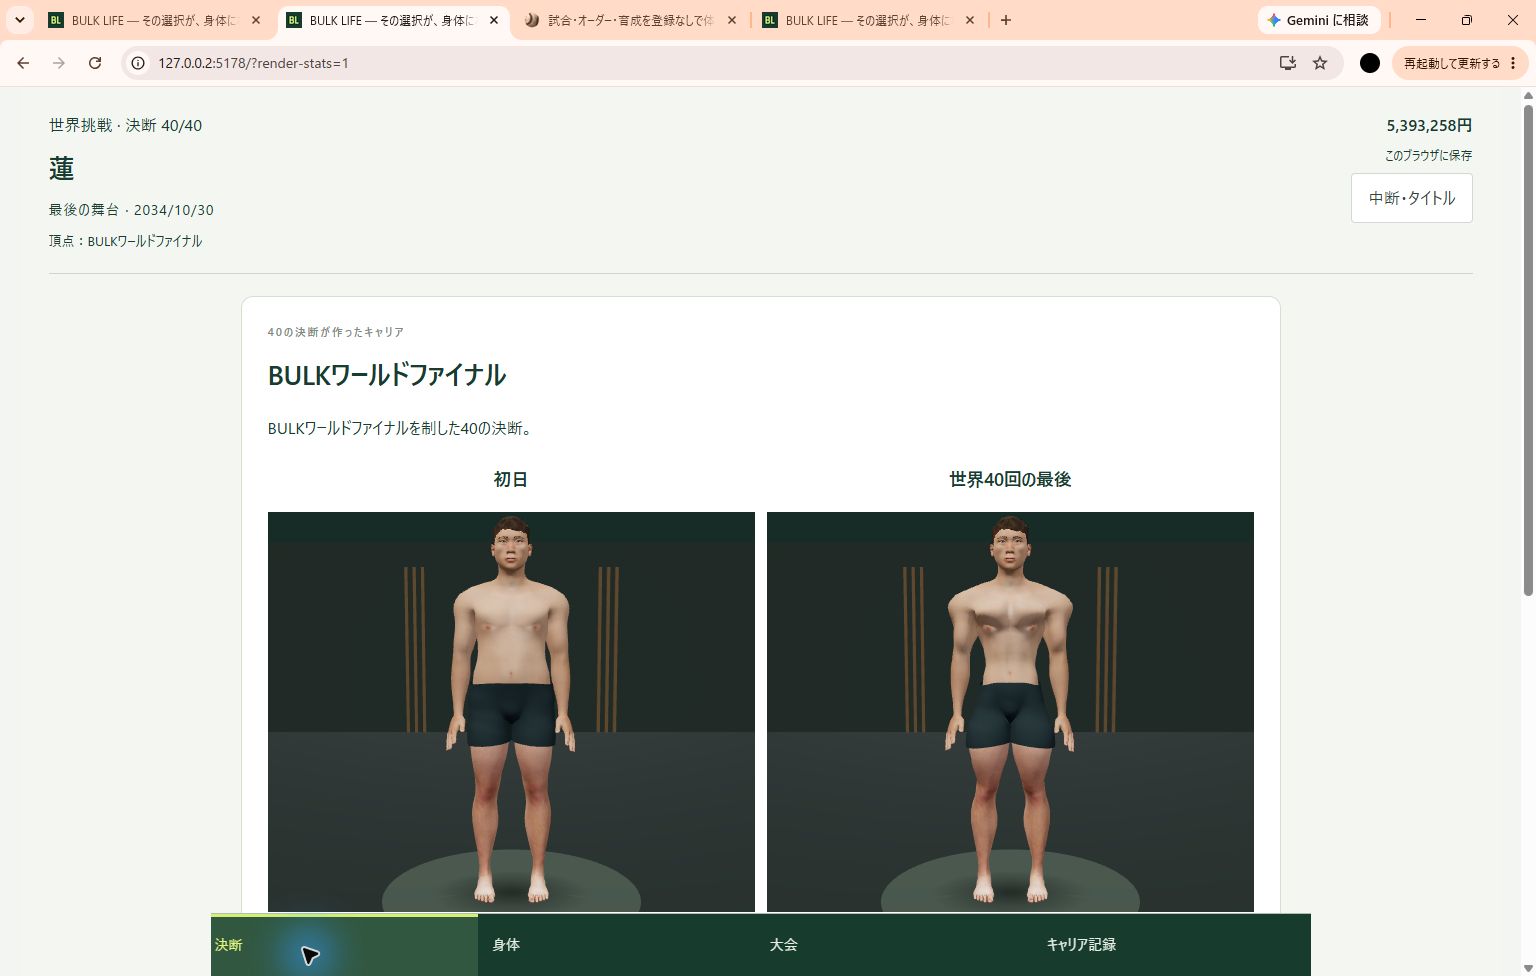 BULK LIFE — その選択が、身体に
BULK LIFE — その選択が、身体に
試合・オーダー・育成を登録なしで体
BULK LIFE — その選択が、身体に
Gemini に相談
127.0.0.2:5178/?render-stats=1
再起動して更新する
世界挑戦 · 決断 40/40
5,393,258円
蓮
このブラウザに保存
中断・タイトル
最後の舞台 · 2034/10/30
頂点：BULKワールドファイナル
40の決断が作ったキャリア
BULKワールドファイナル
BULKワールドファイナルを制した40の決断。
初日
世界40回の最後
決断
身体
大会
キャリア記録